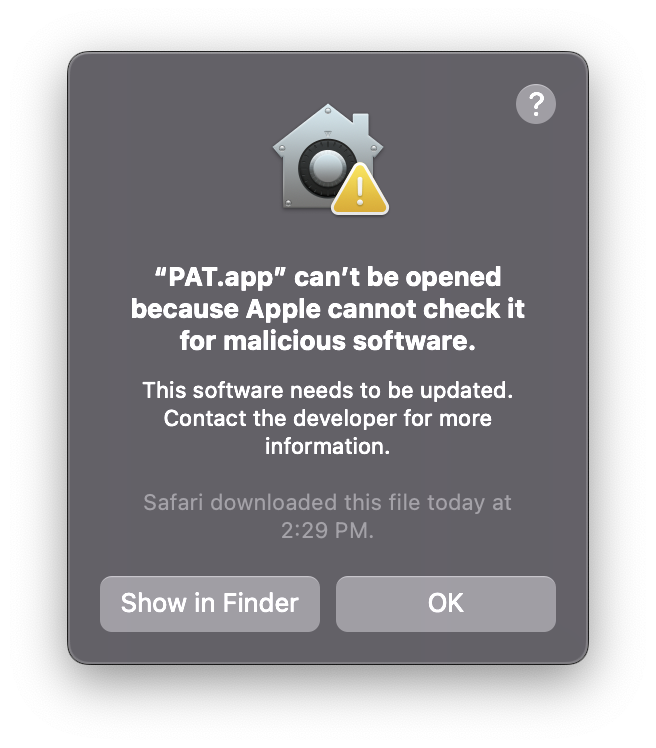 ?
“PAT.app” can’t be opened
because Apple cannot check it
for malicious software.
This software needs to be updated.
Contact the developer for more
information.
Safari downloaded this file today at
2:29 PM.
Show in Finder
OK